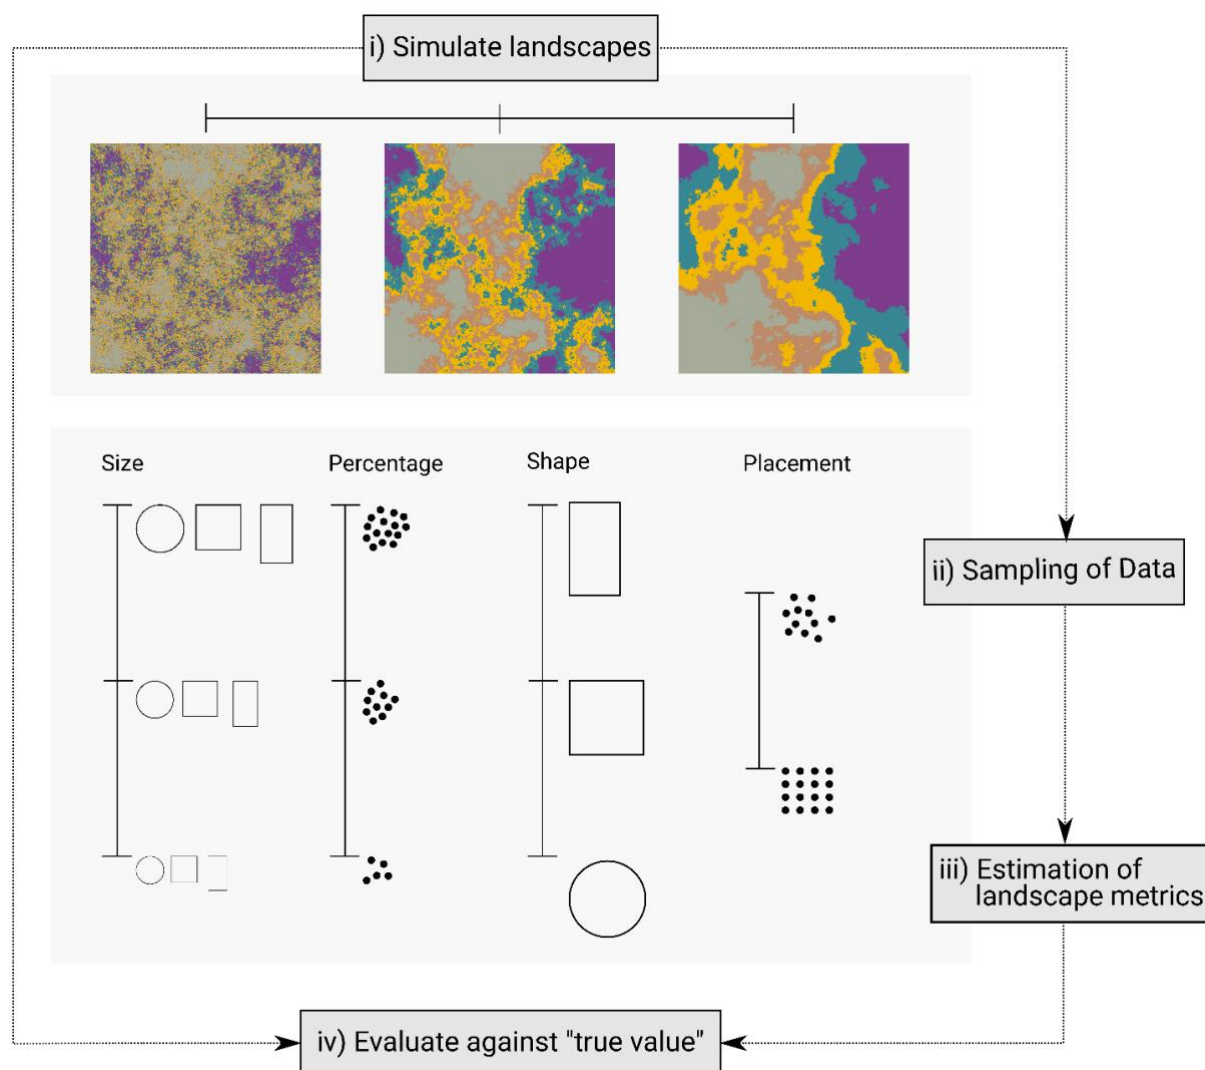 i) Simulate landscapes
Size
Percentage
Shape
Placement
ii) Sampling of Data
iii) Estimation of
landscape metrics
iv) Evaluate against "true value"